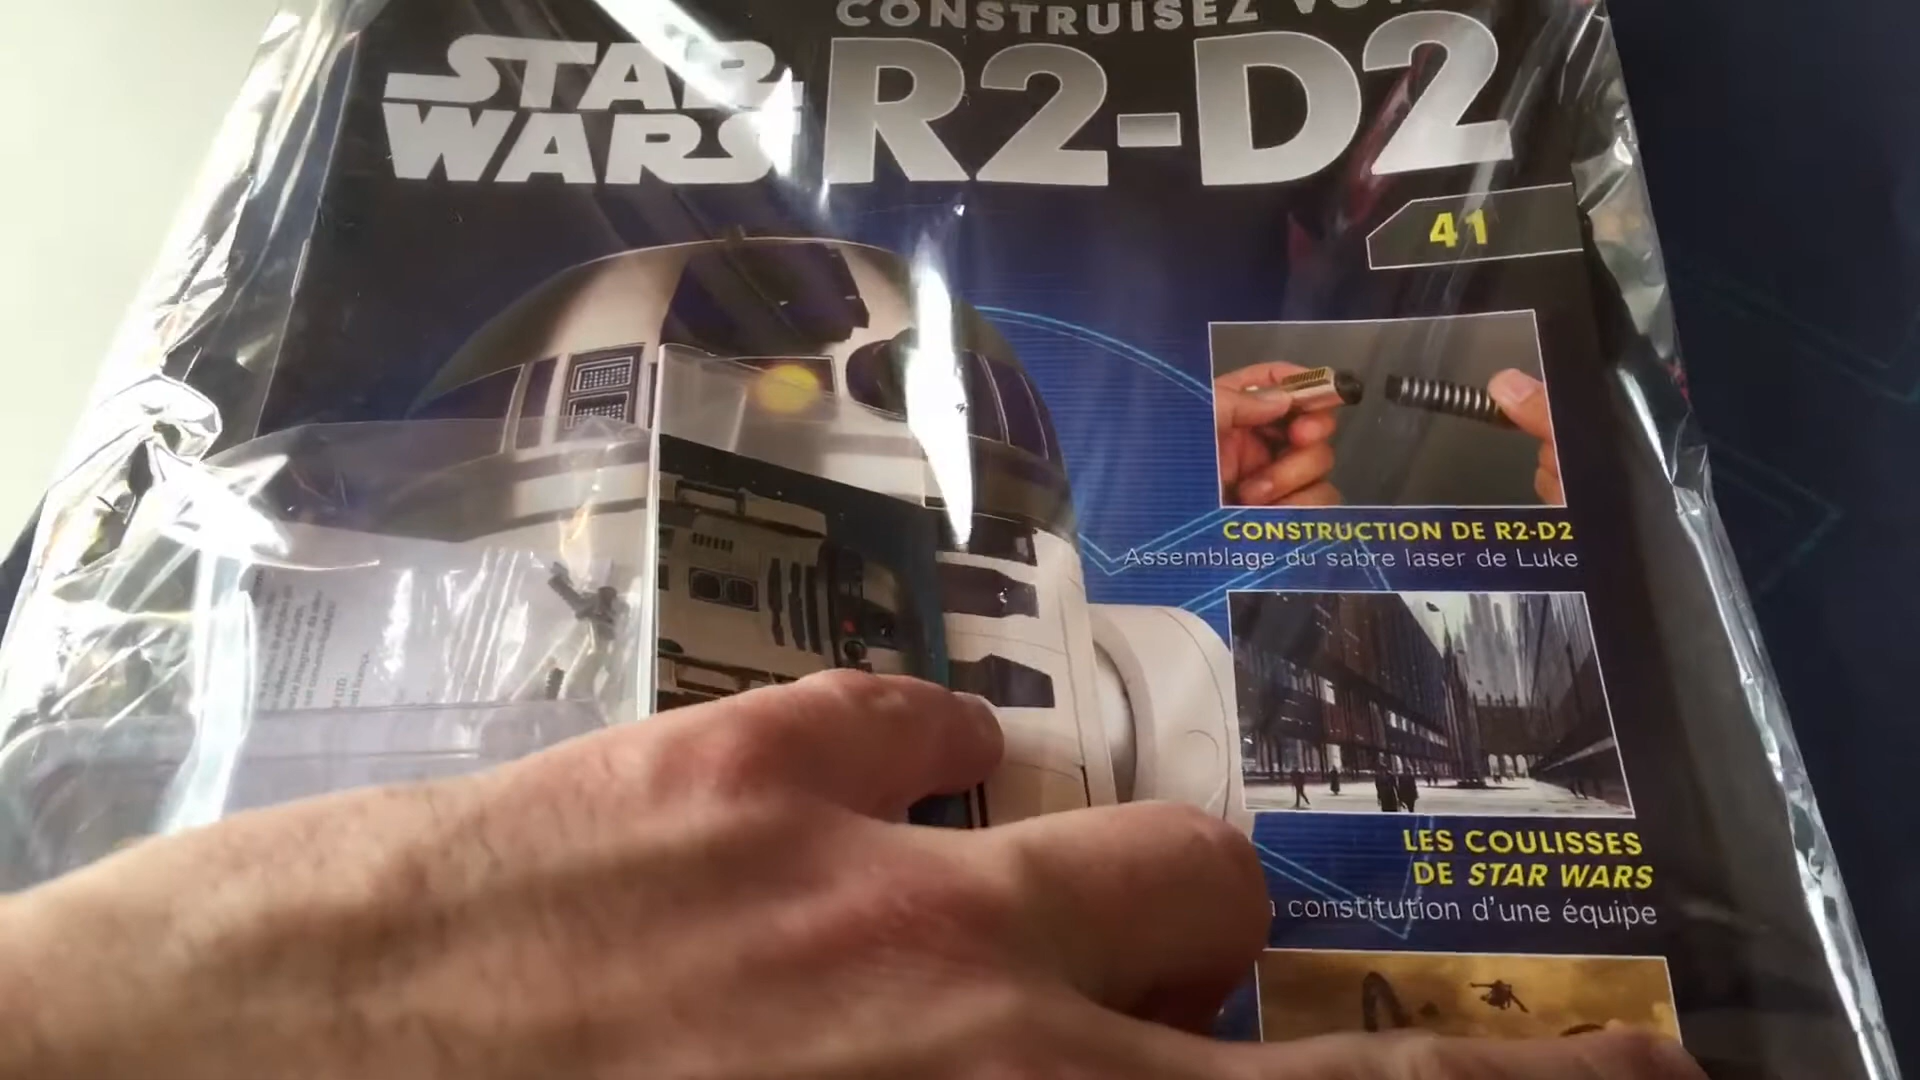 CONSTRUISEZ
STAR WARS
R2-D2
41
CONSTRUCTION DE R2-D2
Assemblage du sabre laser de Luke
LES COULISSES
DE STAR WARS
constitution d'une équipe